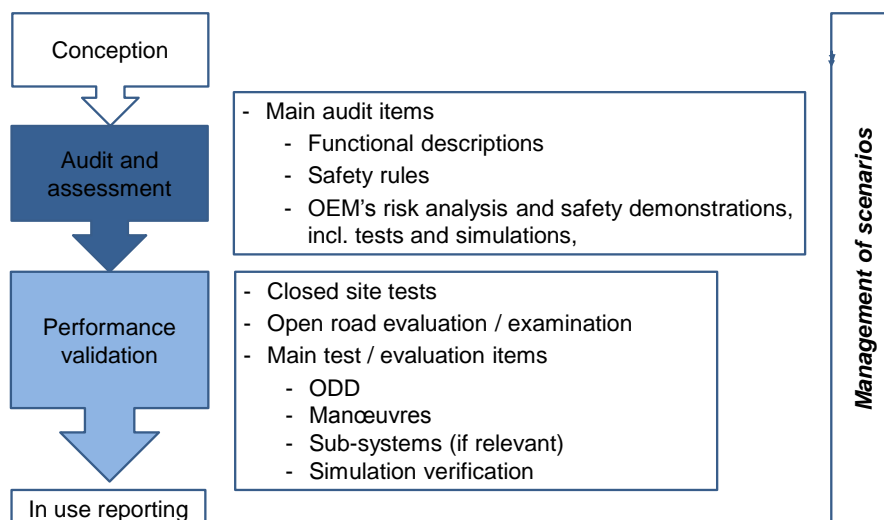 Conception
- Main audit items
- Functional descriptions
- Safety rules
- OEM's risk analysis and safety demonstrations,
incl. tests and simulations,
Audit and
assessment
- Closed site tests
- Open road evaluation / examination
- Main test / evaluation items
- ODD
- Manœuvres
- Sub-systems (if relevant)
- Simulation verification
Performance
validation
In use reporting
Management of scenarios